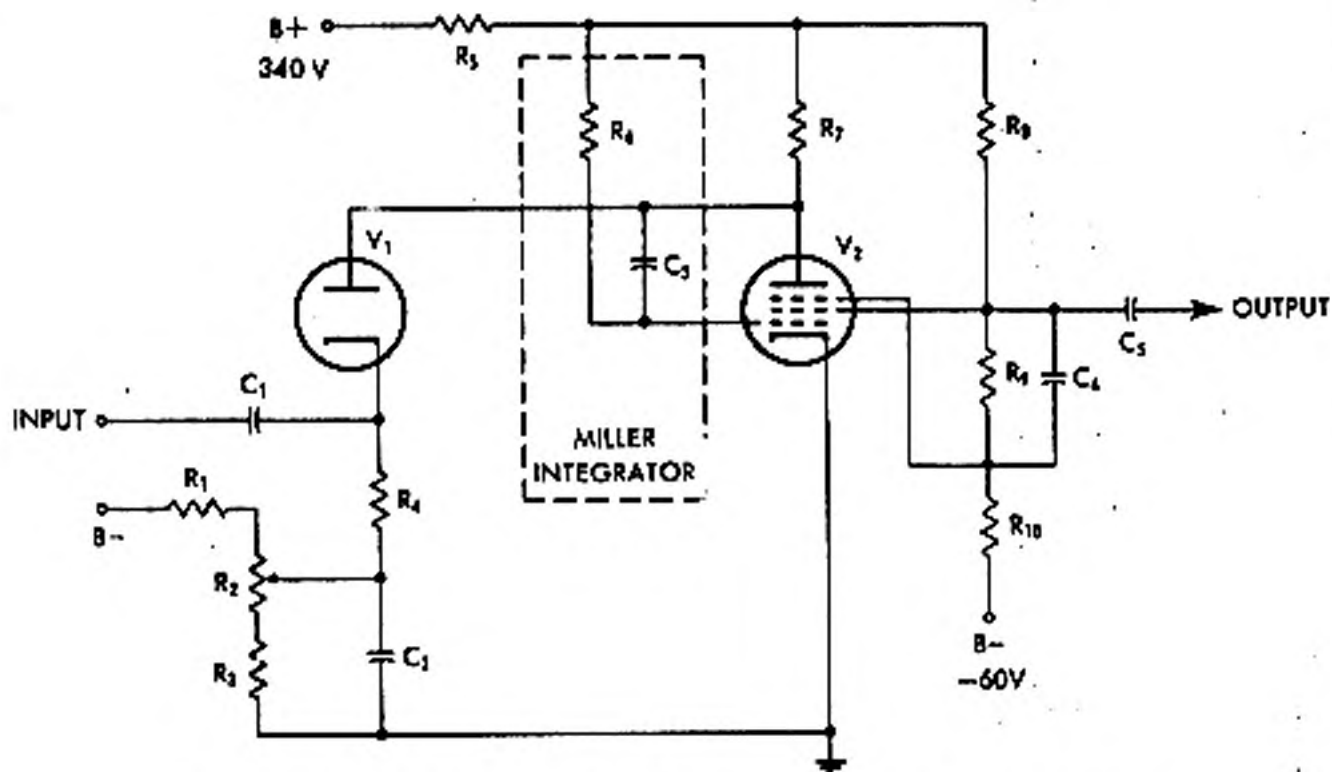 B+
340 V
R5
R6
R7
R8
V1
C3
V2
OUTPUT
C5
R9
C4
C1
INPUT
MILLER
INTEGRATOR
R1
B-
R4
R10
R2
B-
-60V
R3
C2